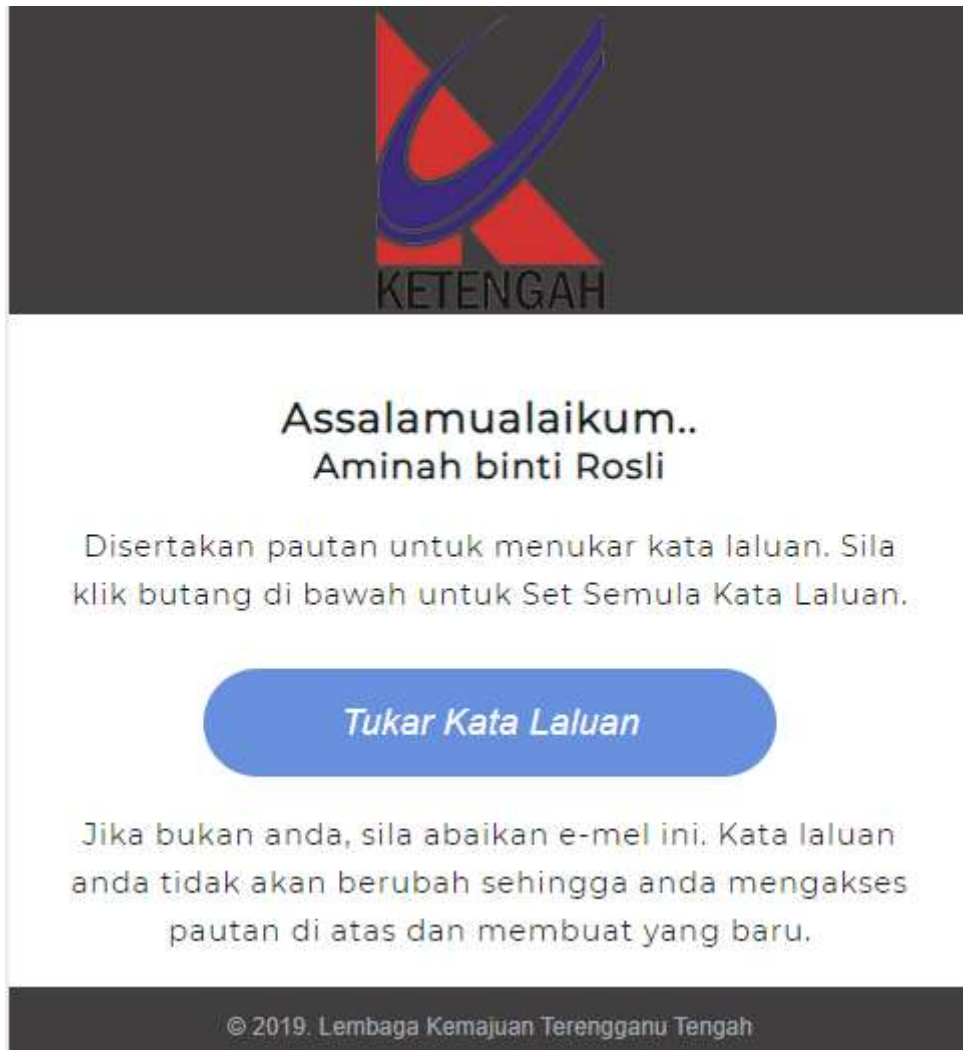 KETENGAH
Assalamualaikum..
Aminah binti Rosli
Disertakan pautan untuk menukar kata laluan. Sila
klik butang di bawah untuk Set Semula Kata Laluan.
Tukar Kata Laluan
Jika bukan anda, sila abaikan e-mel ini. Kata laluan
anda tidak akan berubah sehingga anda mengakses
pautan di atas dan membuat yang baru.
© 2019. Lembaga Kemajuan Terengganu Tengah